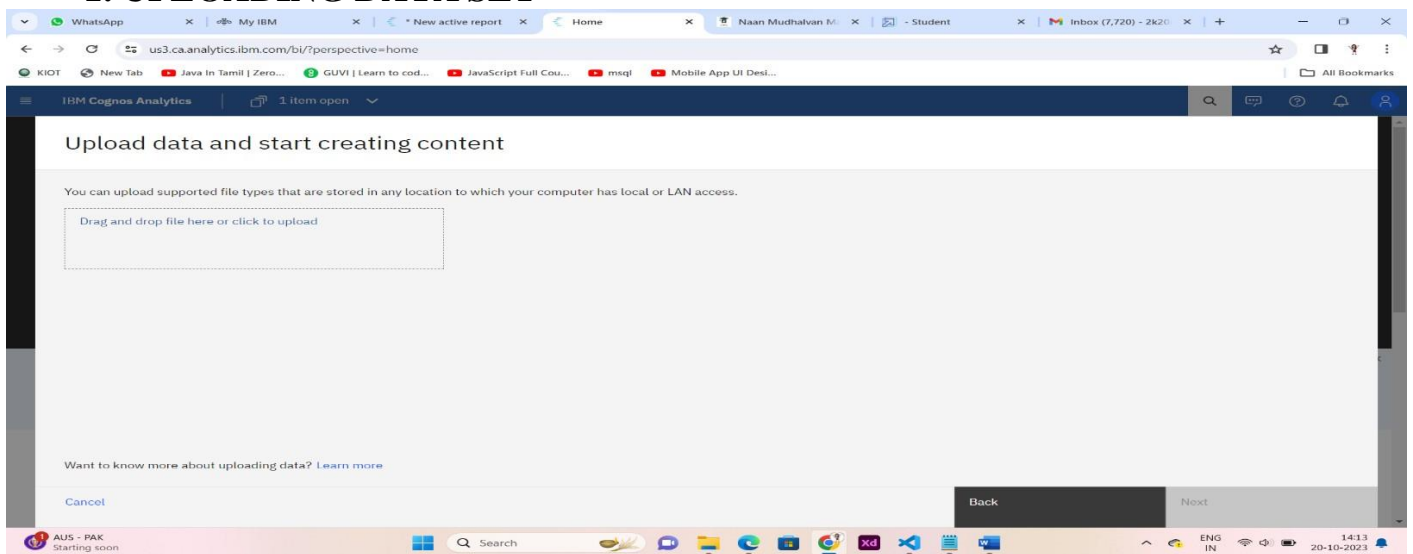 WhatsApp My IBM * New active report Home Naan Mudhalvan M - Student Inbox (7,720) - 2k20
us3.ca.analytics.ibm.com/bi/?perspective=home
KIOT New Tab Java In Tamil | Zero... GUVI | Learn to cod... JavaScript Full Cou... msql Mobile App UI Desi... All Bookmarks
IBM Cognos Analytics 1 item open
Upload data and start creating content
You can upload supported file types that are stored in any location to which your computer has local or LAN access.
Drag and drop file here or click to upload
Want to know more about uploading data? Learn more
Cancel Back Next
AUS - PAK
Starting soon
Search
Xd
ENG
IN
14:13
20-10-2023